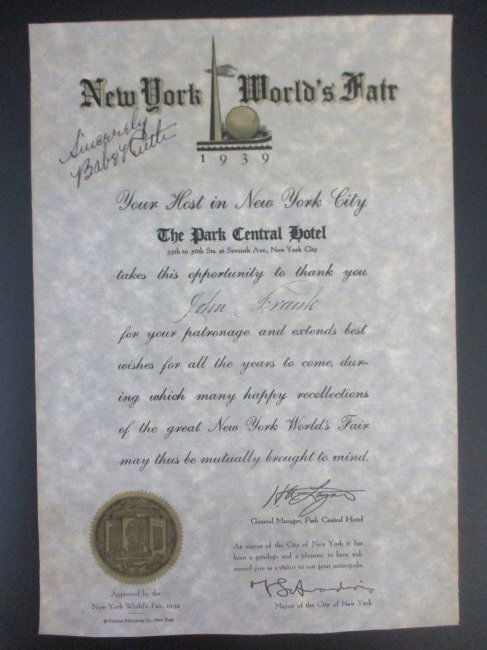 New York World's Fair
1939
Sincerely
Babe Ruth
Your Host in New York City
The Park Central Hotel
55th to 56th Sts. at Seventh Ave., New York City
takes this opportunity to thank you
John Frank
for your patronage and extends best
wishes for all the years to come, dur-
ing which many happy recollections
of the great New York World's Fair
may thus be mutually brought to mind.
General Manager, Park Central Hotel
As mayor of the City of New York it has
been a privilege and a pleasure to have wel-
comed you as a visitor to our great metropolis.
Mayor of the City of New York
Approved by the
New York World's Fair, 1939
© Publishing Co., New York